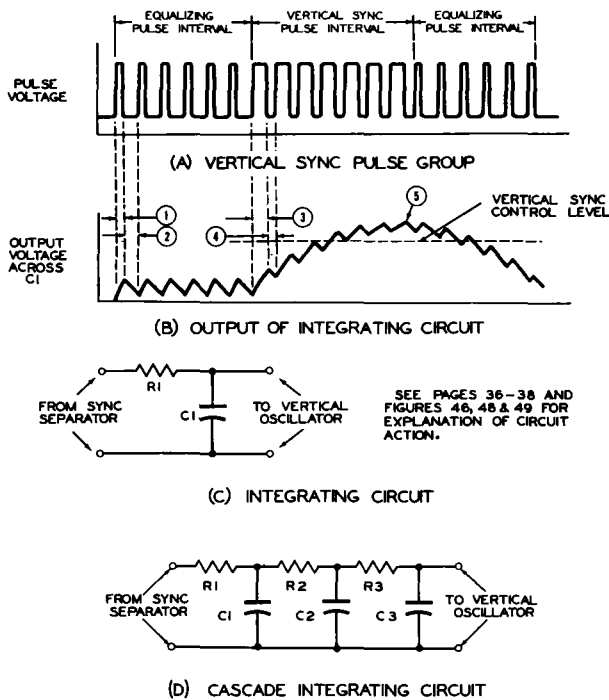 EQUALIZING
PULSE INTERVAL
VERTICAL SYNC
PULSE INTERVAL
EQUALIZING
PULSE INTERVAL
PULSE
VOLTAGE
(A) VERTICAL SYNC PULSE GROUP
1
2
3
4
5
VERTICAL SYNC
CONTROL LEVEL
OUTPUT
VOLTAGE
ACROSS
C1
(B) OUTPUT OF INTEGRATING CIRCUIT
R1
FROM SYNC
SEPARATOR
C1
TO VERTICAL
OSCILLATOR
SEE PAGES 36-38 AND
FIGURES 46, 48 & 49 FOR
EXPLANATION OF CIRCUIT
ACTION.
(C) INTEGRATING CIRCUIT
FROM SYNC
SEPARATOR
R1
R2
R3
C1
C2
C3
TO VERTICAL
OSCILLATOR
(D) CASCADE INTEGRATING CIRCUIT